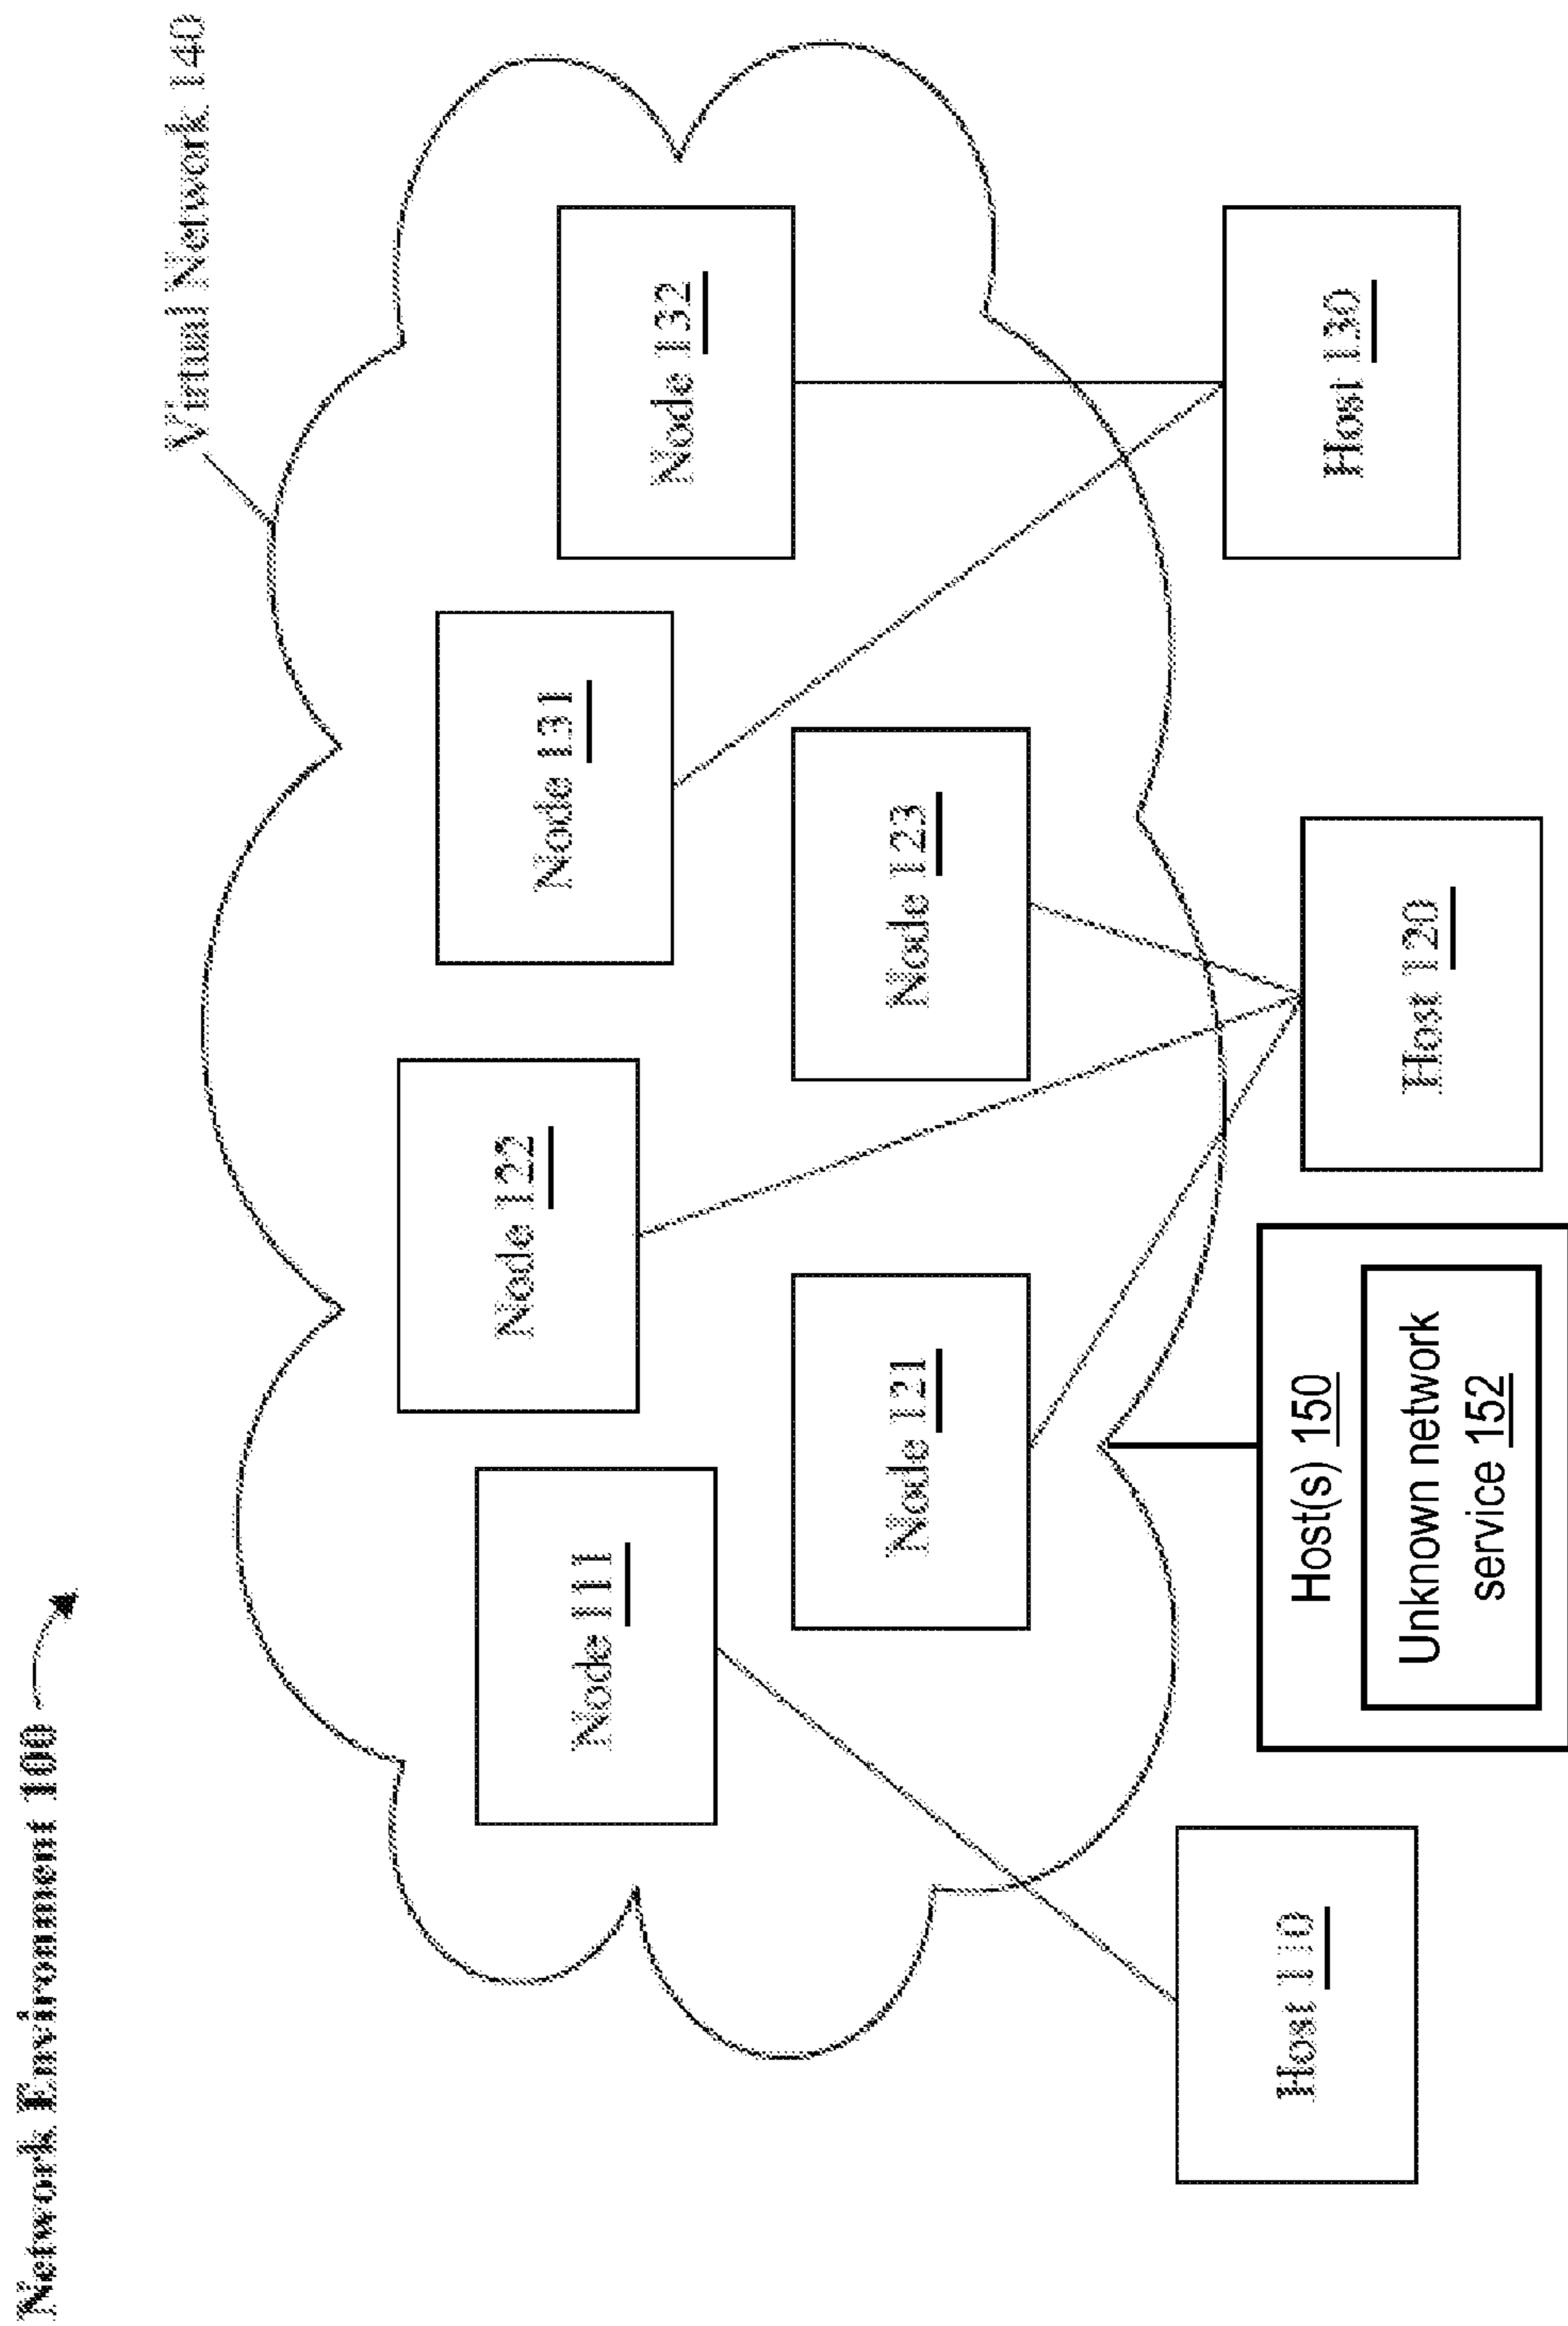 Network Environment 100
Virtual Network 140
Node 122
Node 131
Node 111
Node 132
Node 121
Node 123
Host 110
Host(s) 150
Unknown network
service 152
Host 120
Host 130